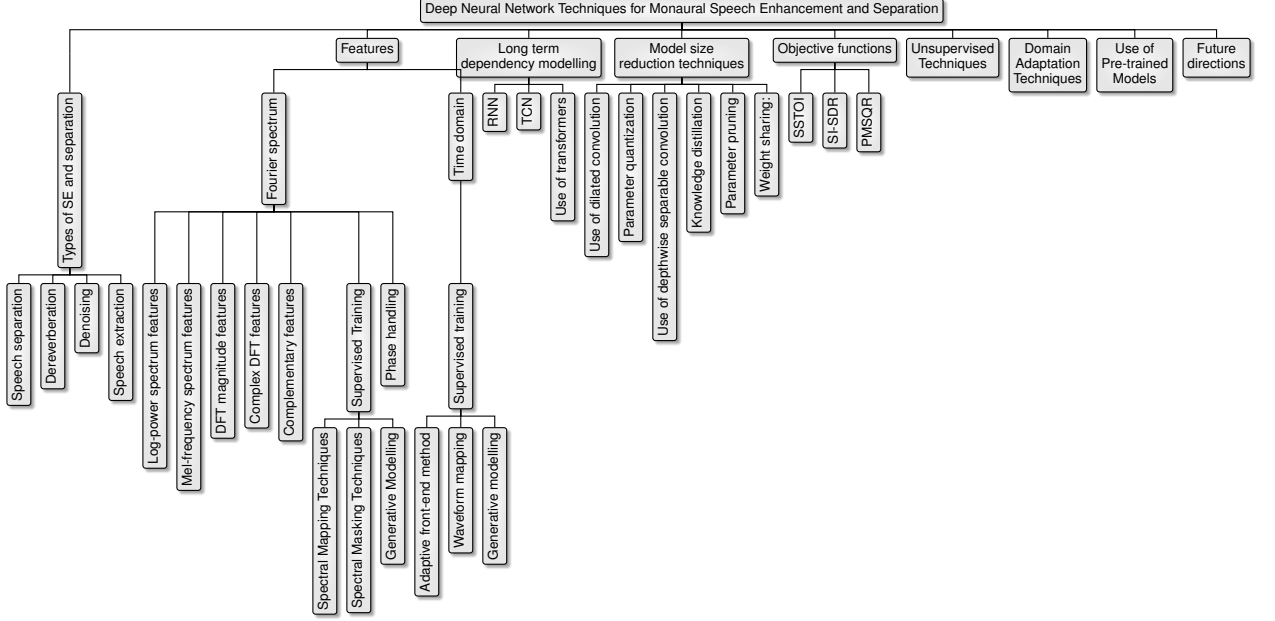 Deep Neural Network Techniques for Monaural Speech Enhancement and Separation
Features
Long term
dependency modelling
Model size
reduction techniques
Objective functions
Unsupervised
Techniques
Domain
Adaptation
Techniques
Use of
Pre-trained
Models
Future
directions
Types of SE and separation
Fourier spectrum
Time domain
RNN
TCN
Use of transformers
Use of dilated convolution
Parameter quantization
Use of depthwise separable convolution
Knowledge distillation
Parameter pruning
Weight sharing:
SSTOI
SI-SDR
PMSQR
Speech separation
Dereverberation
Denoising
Speech extraction
Log-power spectrum features
Mel-frequency spectrum features
DFT magnitude features
Complex DFT features
Complementary features
Supervised Training
Phase handling
Supervised training
Spectral Mapping Techniques
Spectral Masking Techniques
Generative Modelling
Adaptive front-end method
Waveform mapping
Generative modelling